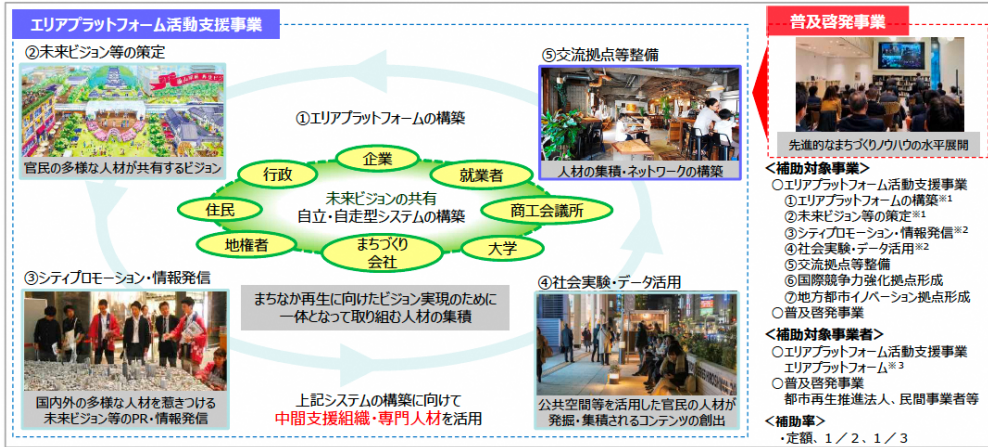 エリアプラットフォーム活動支援事業
②未来ビジョン等の策定
官民の多様な人材が共有するビジョン
①エリアプラットフォームの構築
企業
行政
就業者
住民
商工会議所
地権者
まちづくり
会社
大学
未来ビジョンの共有
自立・自走型システムの構築
⑤交流拠点等整備
人材の集積・ネットワークの構築
③シティプロモーション・情報発信
国内外の多様な人材を惹きつける
未来ビジョン等のPR・情報発信
まちなか再生に向けたビジョン実現のために
一体となって取り組む人材の集積
上記システムの構築に向けて
中間支援組織・専門人材を活用
④社会実験・データ活用
公共空間等を活用した官民の人材が
発掘・集積されるコンテンツの創出
普及啓発事業
先進的なまちづくりノウハウの水平展開
<補助対象事業>
○エリアプラットフォーム活動支援事業
①エリアプラットフォームの構築※1
②未来ビジョン等の策定※1
③シティプロモーション・情報発信※2
④社会実験・データ活用※2
⑤交流拠点等整備
⑥国際競争力強化拠点形成
⑦地方都市イノベーション拠点形成
○普及啓発事業
<補助対象事業者>
○エリアプラットフォーム活動支援事業
エリアプラットフォーム※3
○普及啓発事業
都市再生推進法人、民間事業者等
<補助率>
・定額、1/2、1/3